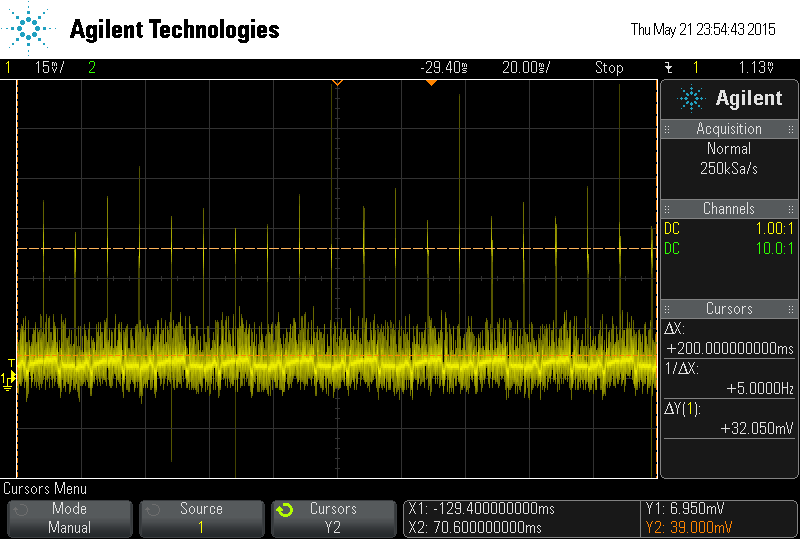 Agilent Technologies
Thu May 21 23:54:43 2015
1 15mV/ 2 -29.40ms 20.00ms/ Stop 1 1.13mV
Agilent
Acquisition
Normal
250kSa/s
Channels
DC 1.00:1
DC 10.0:1
Cursors
ΔX:
+200.000000000ms
1/ΔX:
+5.0000Hz
ΔY(1):
+32.050mV
T
1
Cursors Menu
Mode
Manual
Source
1
Cursors
Y2
X1: -129.400000000ms
X2: 70.600000000ms
Y1: 6.950mV
Y2: 39.000mV